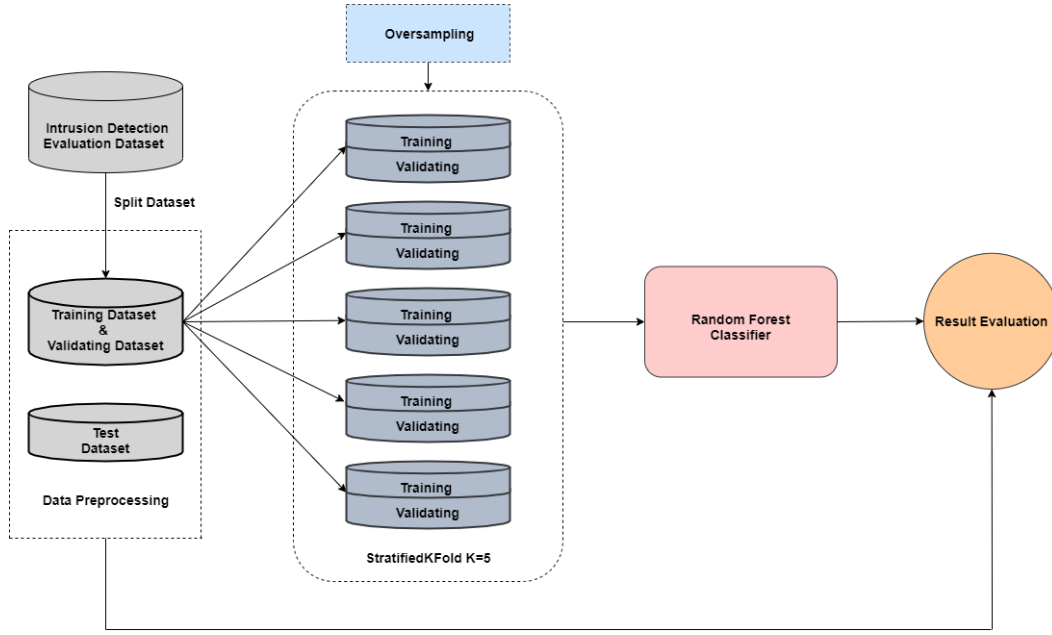 Oversampling
Intrusion Detection
Evaluation Dataset
Split Dataset
Training Dataset
&
Validating Dataset
Test
Dataset
Data Preprocessing
Training
Validating
Training
Validating
Training
Validating
Training
Validating
Training
Validating
StratifiedKFold K=5
Random Forest
Classifier
Result Evaluation